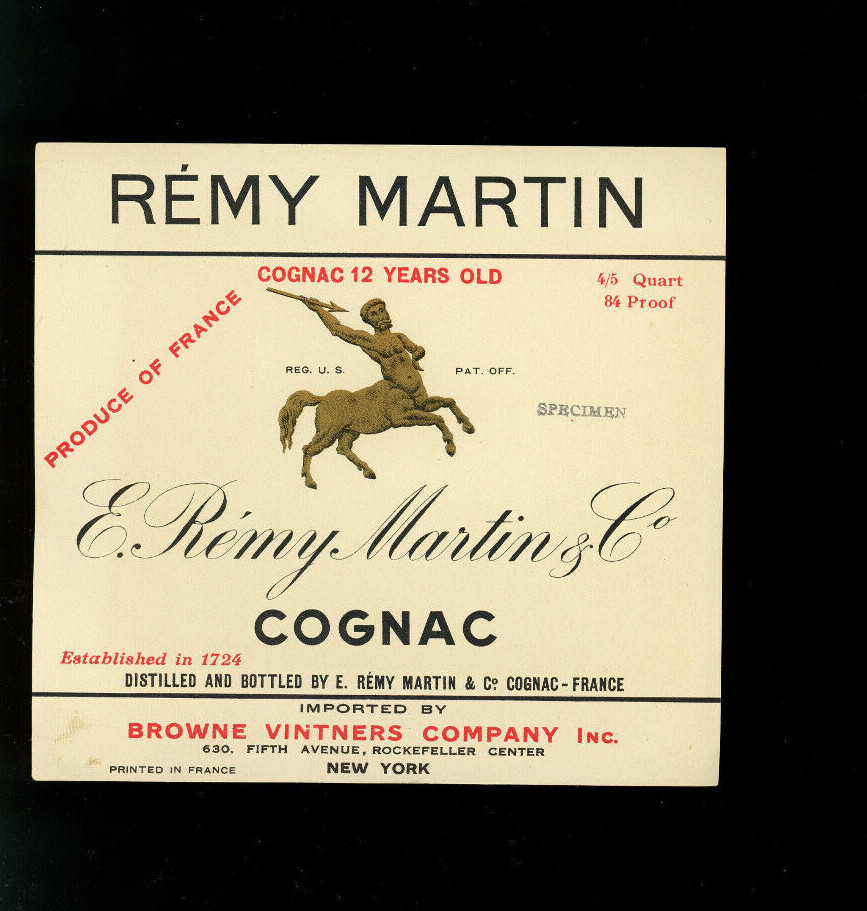 RÉMY MARTIN
COGNAC 12 YEARS OLD
4/5 Quart
84 Proof
PRODUCE OF FRANCE
REG. U. S. PAT. OFF.
SPECIMEN
E. Rémy Martin & Cº
COGNAC
Established in 1724
DISTILLED AND BOTTLED BY E. RÉMY MARTIN & Cº COGNAC - FRANCE
IMPORTED BY
BROWNE VINTNERS COMPANY INC.
630, FIFTH AVENUE, ROCKEFELLER CENTER
PRINTED IN FRANCE NEW YORK